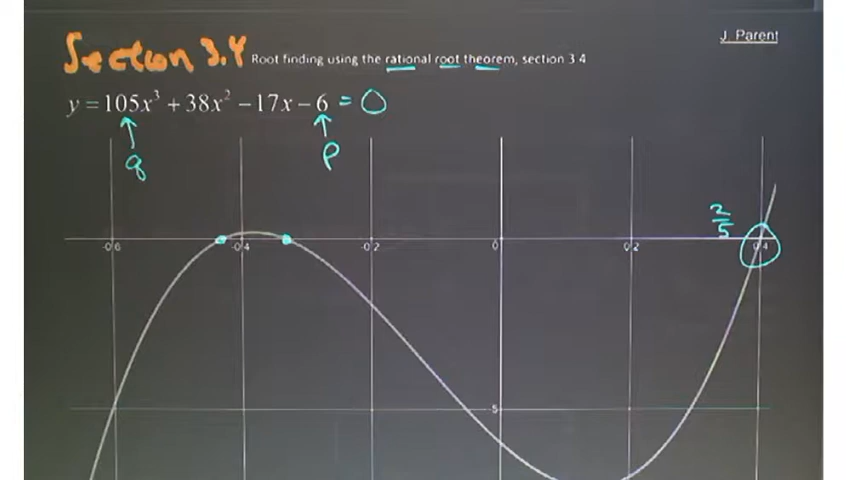 J. Parent
Section 3.4 Root finding using the rational root theorem, section 3 4
y = 105x³ + 38x² − 17x − 6 = 0
q
p
2/5
-0.6 -0.4 -0.2 0 0.2 0.4
5